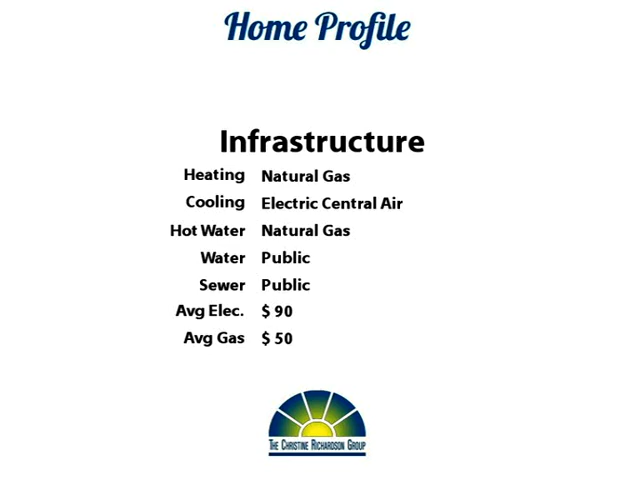 Home Profile
Infrastructure
Heating Natural Gas
Cooling Electric Central Air
Hot Water Natural Gas
Water Public
Sewer Public
Avg Elec. $ 90
Avg Gas $ 50
The Christine Richardson Group